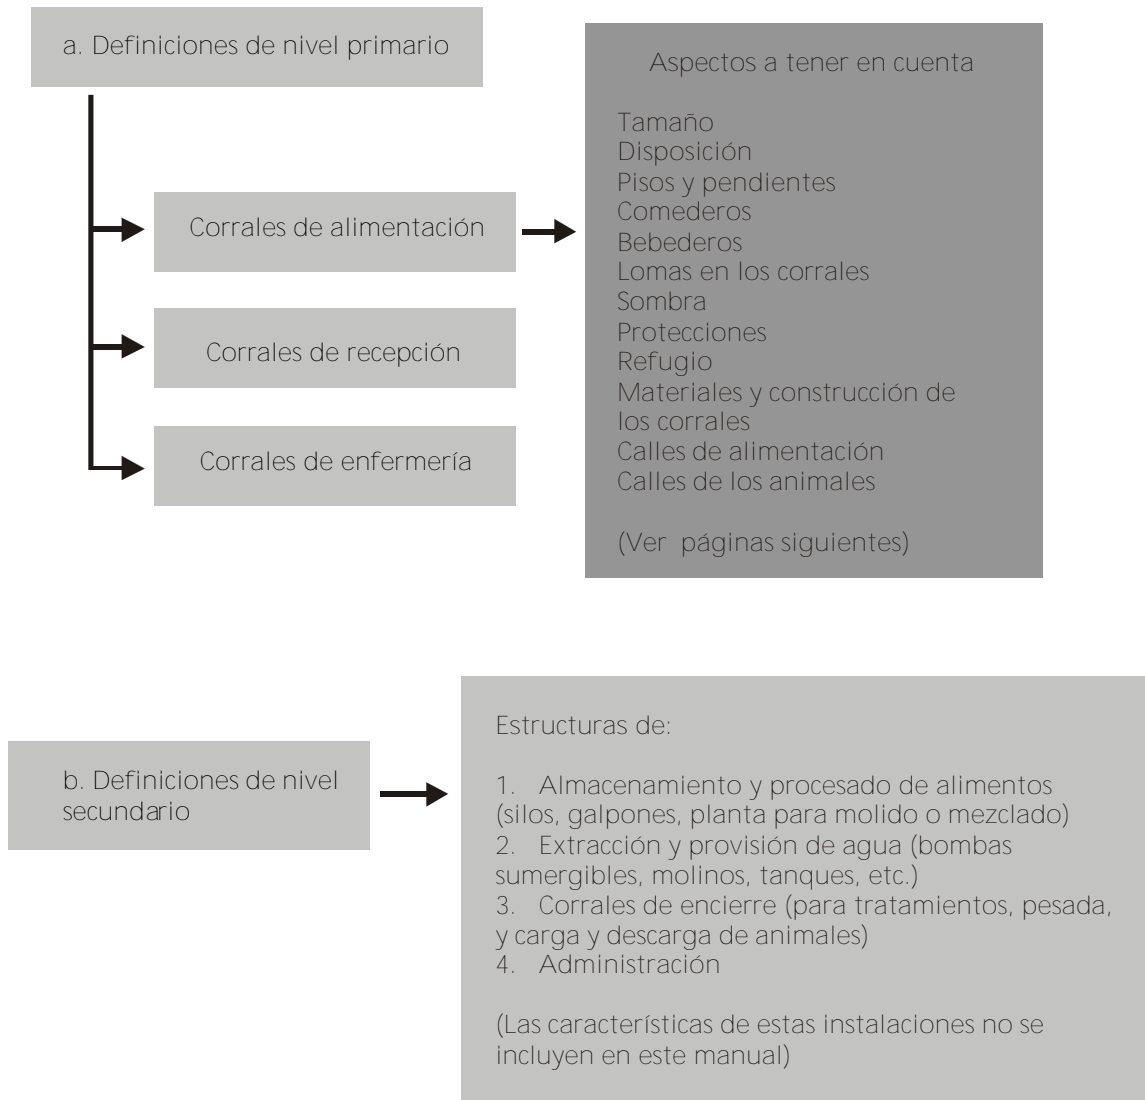 a. Definiciones de nivel primario
Corrales de alimentación
Corrales de recepción
Corrales de enfermería
Aspectos a tener en cuenta
Tamaño
Disposición
Pisos y pendientes
Comederos
Bebederos
Lomas en los corrales
Sombra
Protecciones
Refugio
Materiales y construcción de
los corrales
Calles de alimentación
Calles de los animales
(Ver páginas siguientes)
b. Definiciones de nivel
secundario
Estructuras de:
1. Almacenamiento y procesado de alimentos
(silos, galpones, planta para molido o mezclado)
2. Extracción y provisión de agua (bombas
sumergibles, molinos, tanques, etc.)
3. Corrales de encierre (para tratamientos, pesada,
y carga y descarga de animales)
4. Administración
(Las características de estas instalaciones no se
incluyen en este manual)